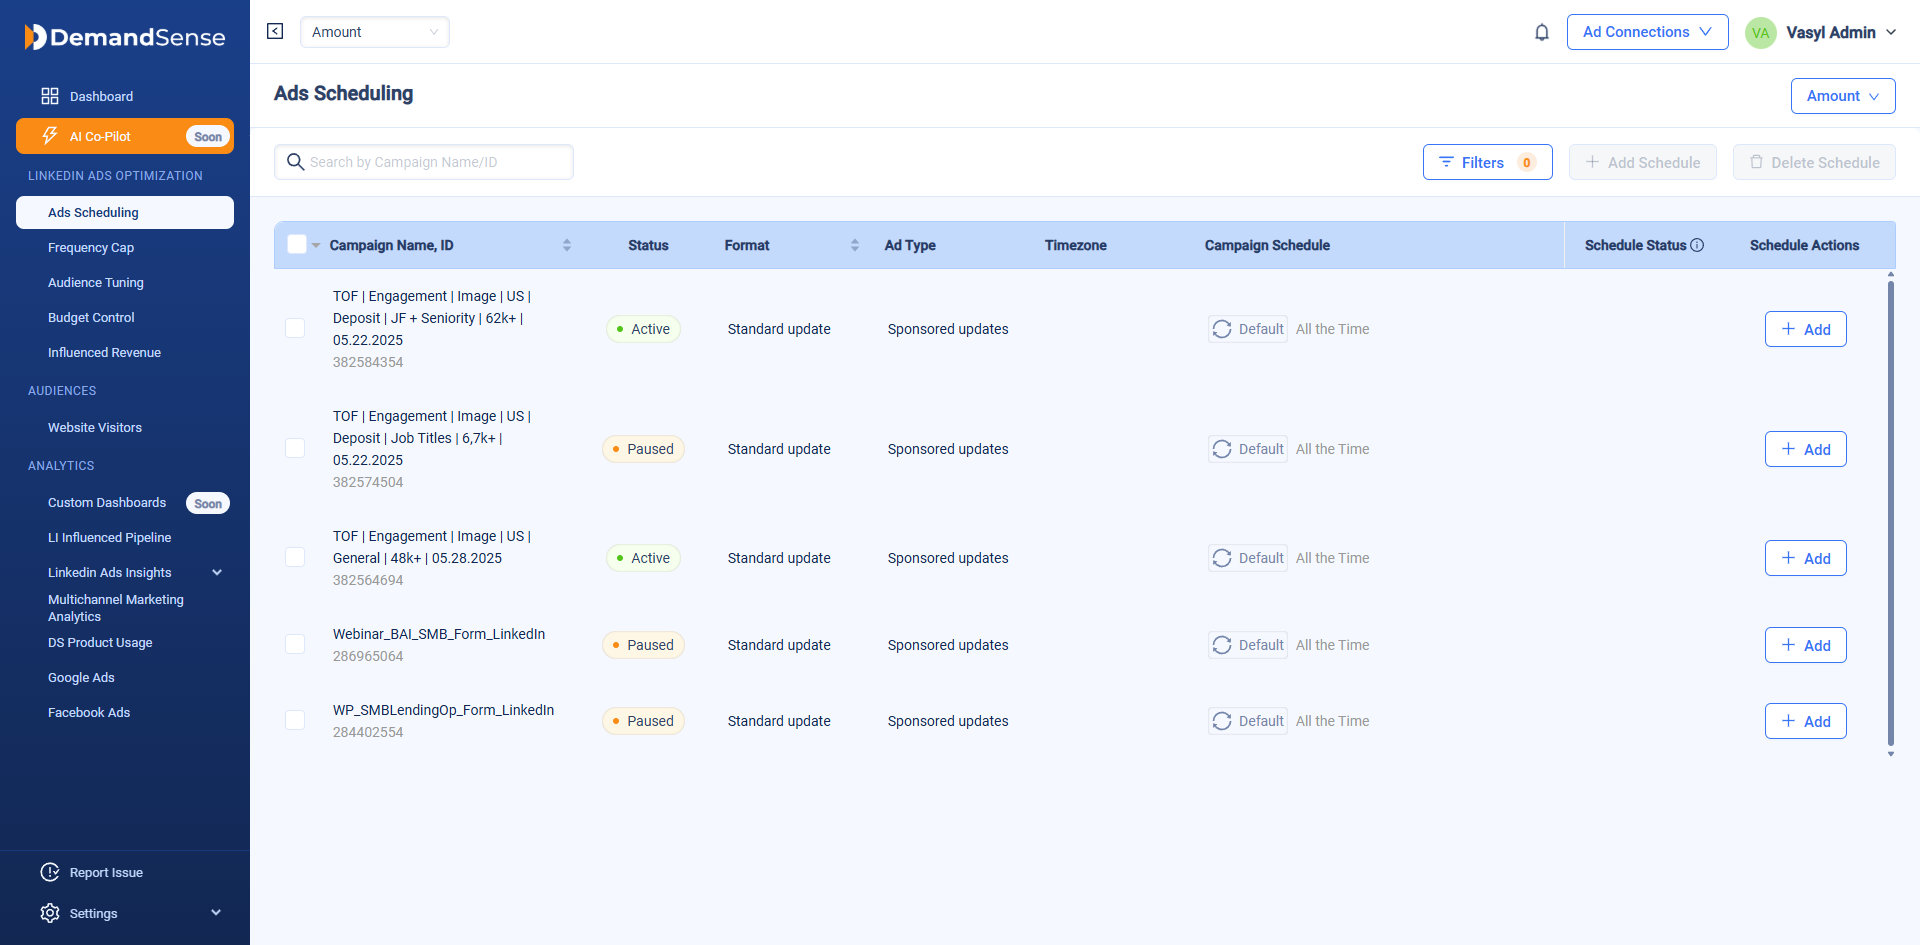 DemandSense
Dashboard
AI Co-Pilot
Soon
LINKEDIN ADS OPTIMIZATION
Ads Scheduling
Frequency Cap
Audience Tuning
Budget Control
Influenced Revenue
AUDIENCES
Website Visitors
ANALYTICS
Custom Dashboards
Soon
LI Influenced Pipeline
Linkedin Ads Insights
Multichannel Marketing
Analytics
DS Product Usage
Google Ads
Facebook Ads
Report Issue
Settings
Amount
Ad Connections
VA
Vasyl Admin
Ads Scheduling
Amount
Search by Campaign Name/ID
Filters 0
Add Schedule
Delete Schedule
Campaign Name, ID
Status
Format
Ad Type
Timezone
Campaign Schedule
Schedule Status
Schedule Actions
TOF | Engagement | Image | US |
Deposit | JF + Seniority | 62k+ |
05.22.2025
382584354
Active
Standard update
Sponsored updates
Default
All the Time
Add
TOF | Engagement | Image | US |
Deposit | Job Titles | 6,7k+ |
05.22.2025
382574504
Paused
Standard update
Sponsored updates
Default
All the Time
Add
TOF | Engagement | Image | US |
General | 48k+ | 05.28.2025
382564694
Active
Standard update
Sponsored updates
Default
All the Time
Add
Webinar_BAI_SMB_Form_LinkedIn
286965064
Paused
Standard update
Sponsored updates
Default
All the Time
Add
WP_SMBLendingOp_Form_LinkedIn
284402554
Paused
Standard update
Sponsored updates
Default
All the Time
Add